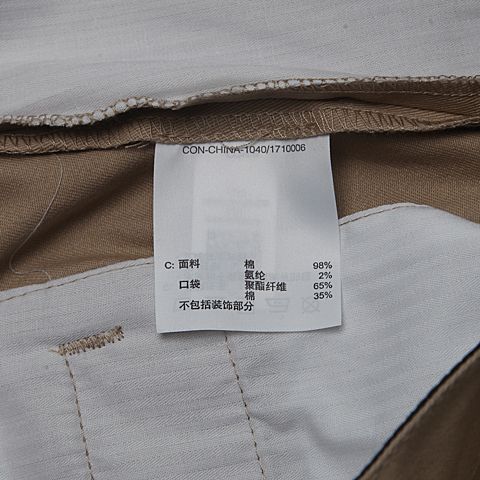 CON-CHINA-1040/1710006
C: 面料 棉 98%
氨纶 2%
口袋 聚酯纤维 65%
棉 35%
不包括装饰部分